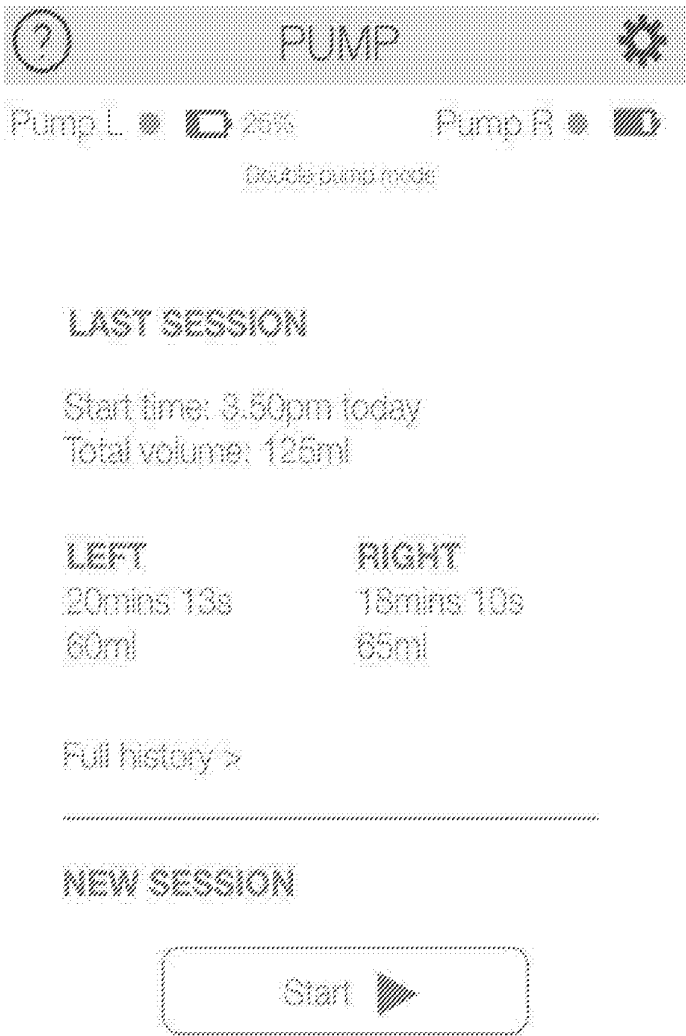 ? PUMP
Pump L 25% Pump R
Double pump mode
LAST SESSION
Start time: 3.50pm today
Total volume: 125ml
LEFT RIGHT
20mins 13s 18mins 10s
60ml 65ml
Full history >
NEW SESSION
Start